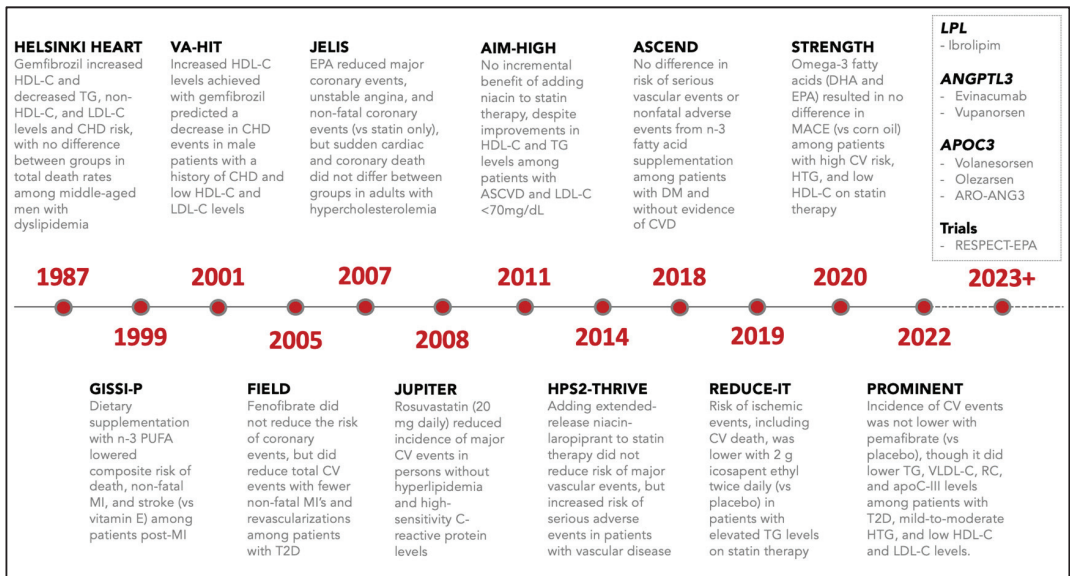 HELSINKI HEART
Gemfibrozil increased
HDL-C and
decreased TG, non-
HDL-C, and LDL-C
levels and CHD risk,
with no difference
between groups in
total death rates
among middle-aged
men with
dyslipidemia
VA-HIT
Increased HDL-C
levels achieved
with gemfibrozil
predicted a
decrease in CHD
events in male
patients with a
history of CHD and
low HDL-C and
LDL-C levels
JELIS
EPA reduced major
coronary events,
unstable angina, and
non-fatal coronary
events (vs statin only),
but sudden cardiac
and coronary death
did not differ between
groups in adults with
hypercholesterolemia
AIM-HIGH
No incremental
benefit of adding
niacin to statin
therapy, despite
improvements in
HDL-C and TG
levels among
patients with
ASCVD and LDL-C
<70mg/dL
ASCEND
No difference in
risk of serious
vascular events or
nonfatal adverse
events from n-3
fatty acid
supplementation
among patients
with DM and
without evidence
of CVD
STRENGTH
Omega-3 fatty
acids (DHA and
EPA) resulted in no
difference in
MACE (vs corn oil)
among patients
with high CV risk,
HTG, and low
HDL-C on statin
therapy
LPL
- Ibrolipim
ANGPTL3
- Evinacumab
- Vupanorsen
APOC3
- Volanesorsen
- Olezarsen
- ARO-ANG3
Trials
- RESPECT-EPA
1987
2001
2007
2011
2018
2020
2023+
1999
2005
2008
2014
2019
2022
GISSI-P
Dietary
supplementation
with n-3 PUFA
lowered
composite risk of
death, non-fatal
MI, and stroke (vs
vitamin E) among
patients post-MI
FIELD
Fenofibrate did
not reduce the risk
of coronary
events, but did
reduce total CV
events with fewer
non-fatal MI's and
revascularizations
among patients
with T2D
JUPITER
Rosuvastatin (20
mg daily) reduced
incidence of major
CV events in
persons without
hyperlipidemia
and high-
sensitivity C-
reactive protein
levels
HPS2-THRIVE
Adding extended-
release niacin-
laropiprant to statin
therapy did not
reduce risk of major
vascular events, but
increased risk of
serious adverse
events in patients
with vascular disease
REDUCE-IT
Risk of ischemic
events, including
CV death, was
lower with 2 g
icosapent ethyl
twice daily (vs
placebo) in
patients with
elevated TG levels
on statin therapy
PROMINENT
Incidence of CV events
was not lower with
pemafibrate (vs
placebo), though it did
lower TG, VLDL-C, RC,
and apoC-III levels
among patients with
T2D, mild-to-moderate
HTG, and low HDL-C
and LDL-C levels.